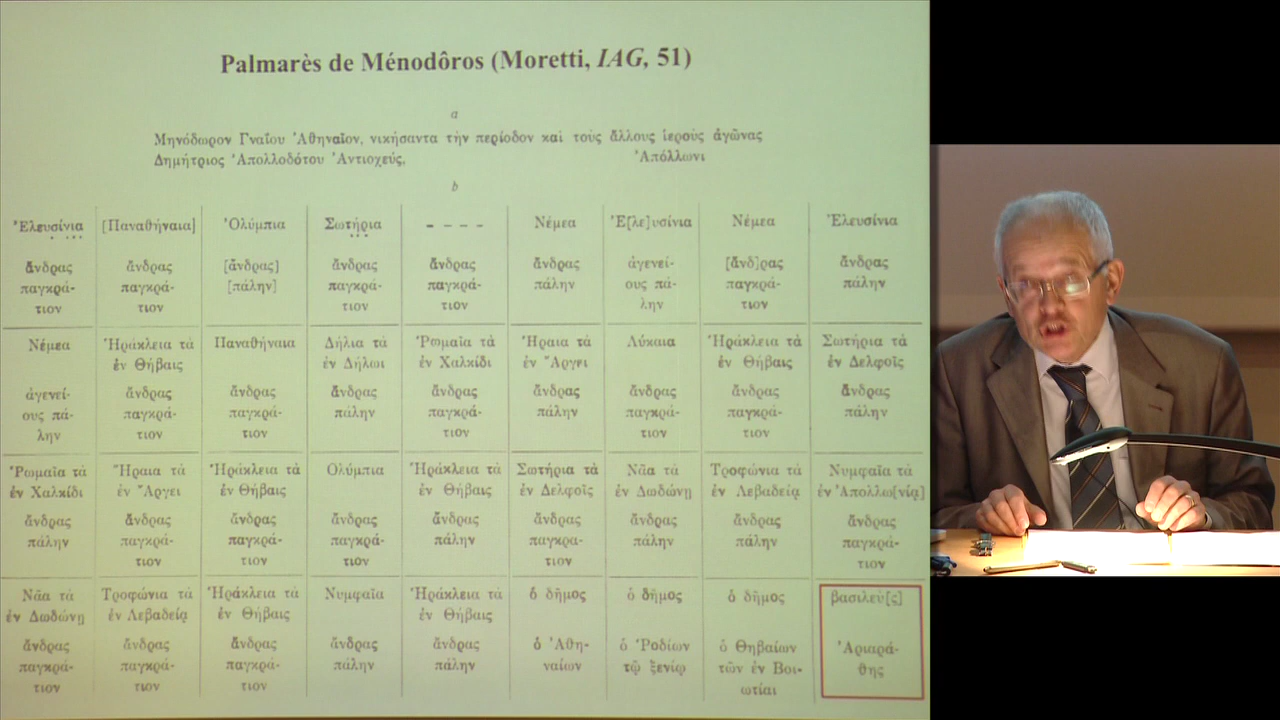 Palmarès de Ménodôros (Moretti, IAG, 51)
a
Μηνόδωρον Γναΐου Ἀθηναῖον, νικήσαντα τὴν περίοδον καὶ τοὺς ἄλλους ἱεροὺς ἀγῶνας
Δημήτριος Ἀπολλοδότου Ἀντιοχεύς, Ἀπόλλωνι
b
Ἐλευσίνια [Παναθήναια] Ὀλύμπια Σωτήρια – – – – Νέμεα Ἐ[λε]υσίνια Νέμεα Ἐλευσίνια
ἄνδρας ἄνδρας [ἄνδρας] ἄνδρας ἄνδρας ἄνδρας ἀγενεί- [ἄνδ]ρας ἄνδρας
παγκρά- παγκρά- [πάλην] παγκρά- παγκρά- πάλην ους πά- παγκρά- πάλην
τιον τιον τιον τιον λην τιον
Νέμεα Ἡράκλεια τὰ Παναθήναια Δήλια τὰ Ῥωμαῖα τὰ Ἥραια τὰ Λύκαια Ἡράκλεια τὰ Σωτήρια τὰ
ἐν Θήβαις ἐν Δήλωι ἐν Χαλκίδι ἐν Ἄργει ἐν Θήβαις ἐν Δελφοῖς
ἀγενεί- ἄνδρας ἄνδρας ἄνδρας ἄνδρας ἄνδρας ἄνδρας ἄνδρας ἄνδρας
ους πά- παγκρά- παγκρά- πάλην παγκρά- πάλην παγκρά- παγκρά- πάλην
λην τιον τιον τιον τιον τιον
Ῥωμαῖα τὰ Ἥραια τὰ Ἡράκλεια τὰ Ὀλύμπια Ἡράκλεια τὰ Σωτήρια τὰ Νᾶα τὰ Τροφώνια τὰ Νυμφαῖα τὰ
ἐν Χαλκίδι ἐν Ἄργει ἐν Θήβαις ἐν Θήβαις ἐν Δελφοῖς ἐν Δωδώνῃ ἐν Λεβαδείᾳ ἐν Ἀπολλω[νίᾳ]
ἄνδρας ἄνδρας ἄνδρας ἄνδρας ἄνδρας ἄνδρας ἄνδρας ἄνδρας ἄνδρας
πάλην παγκρά- παγκρά- παγκρά- πάλην παγκρα- πάλην πάλην παγκρά-
τιον τιον τιον τιον τιον
Νᾶα τὰ Τροφώνια τὰ Ἡράκλεια τὰ Νυμφαῖα Ἡράκλεια τὰ ὁ δῆμος ὁ δῆμος ὁ δῆμος βασιλεὺ[ς]
ἐν Δωδώνῃ ἐν Λεβαδείᾳ ἐν Θήβαις ἐν Θήβαις
ἄνδρας ἄνδρας ἄνδρας ἄνδρας ἄνδρας ὁ Ἀθη- ὁ Ῥοδίων ὁ Θηβαίων Ἀριαρά-
παγκρά- παγκρά- παγκρά- πάλην πάλην ναίων τῷ ξενίῳ τῶν ἐν Βοι- θης
τιον τιον τιον ωτίαι